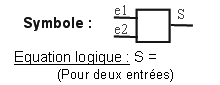 Symbole : e1 S
e2
Equation logique : S =
(Pour deux entrées)